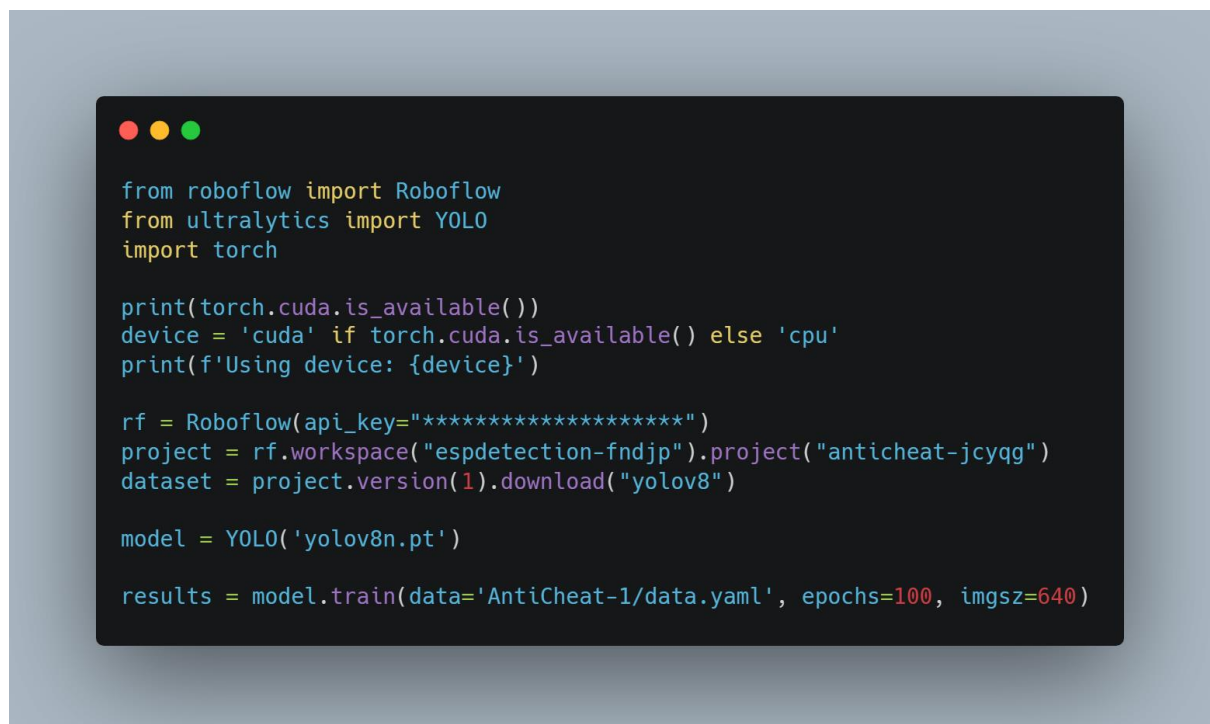 from roboflow import Roboflow
from ultralytics import YOLO
import torch
print(torch.cuda.is_available())
device = 'cuda' if torch.cuda.is_available() else 'cpu'
print(f'Using device: {device}')
rf = Roboflow(api_key="********************")
project = rf.workspace("espdetection-fndjp").project("anticheat-jcyqg")
dataset = project.version(1).download("yolov8")
model = YOLO('yolov8n.pt')
results = model.train(data='AntiCheat-1/data.yaml', epochs=100, imgsz=640)